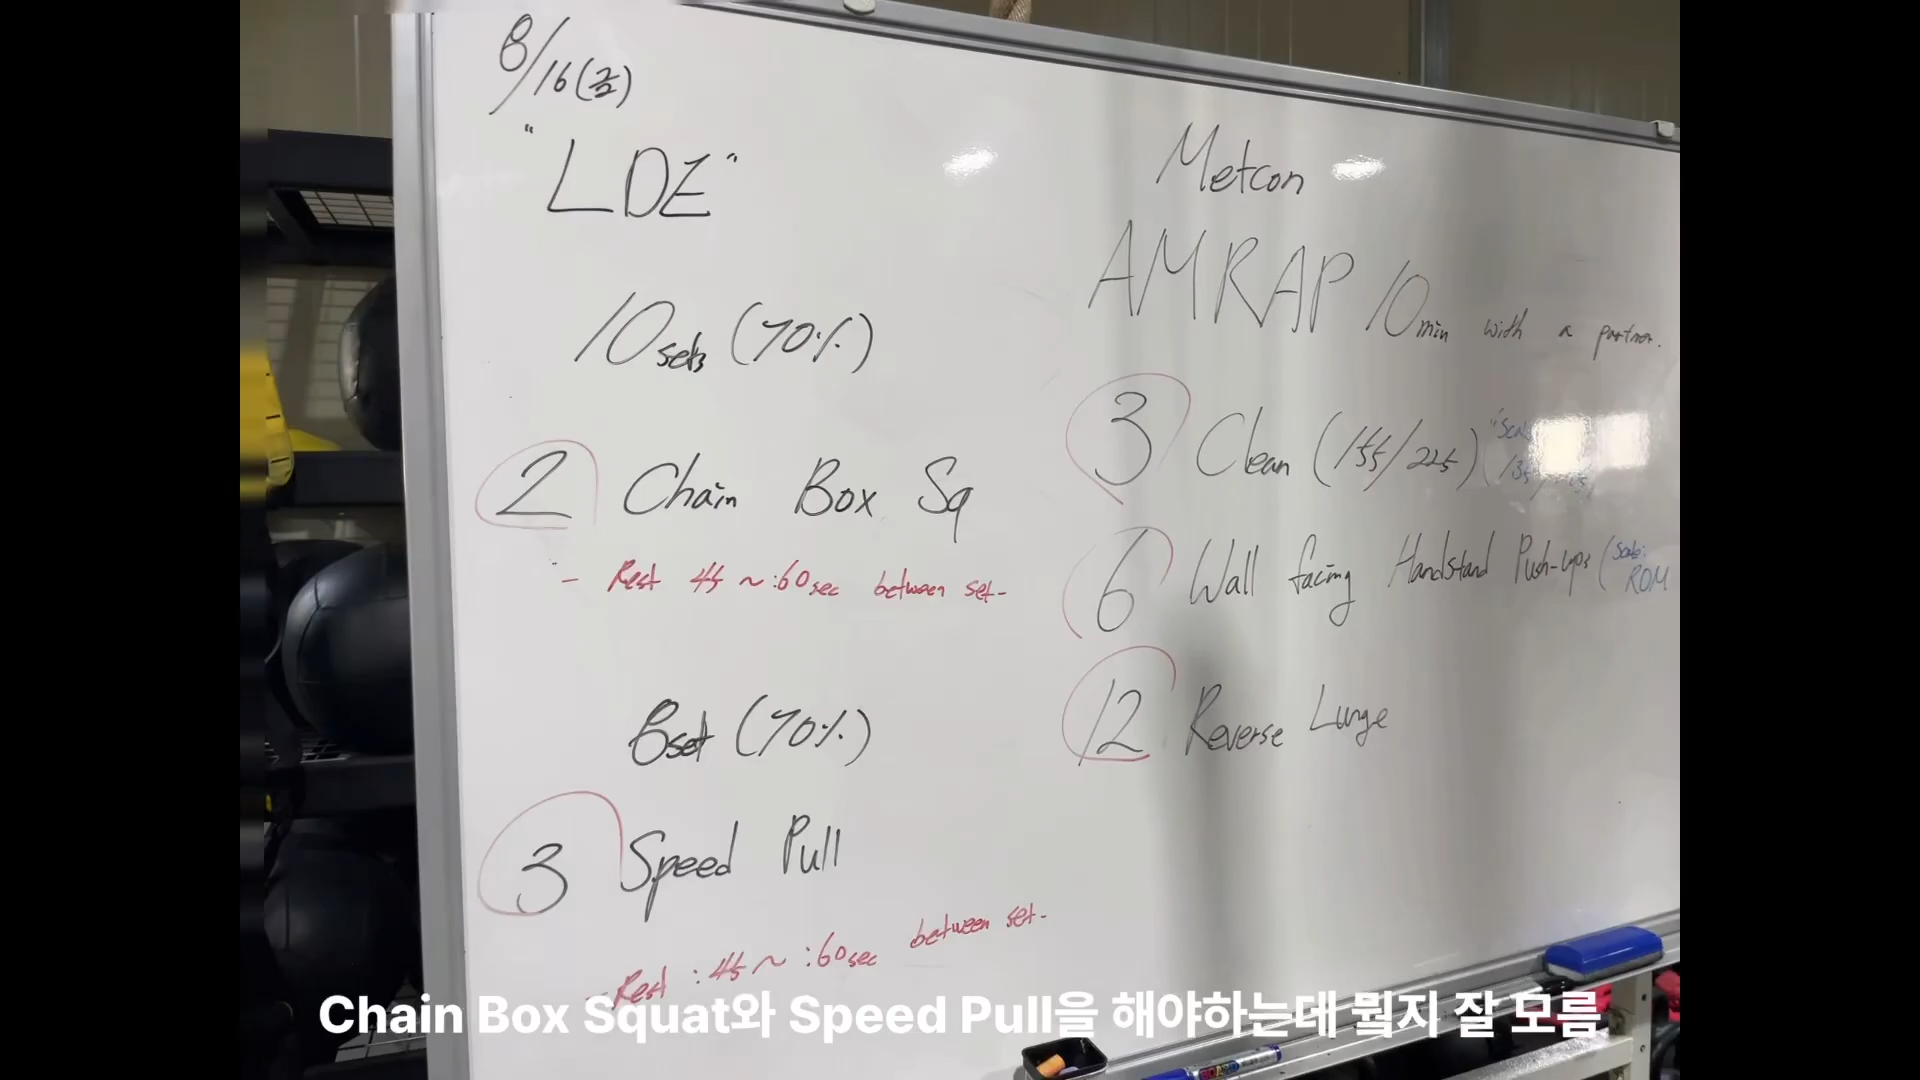 8/16(금)
"LDE"
10sets (70%)
2 Chain Box Sq
- Rest 45 ~ :60sec between set-
8set (70%)
3 Speed Pull
- Rest :45 ~ :60sec between set-
Metcon
AMRAP 10min with a partner.
3 Clean (155/225)
6 Wall facing Handstand Push-ups (Scale: ROM
12 Reverse Lunge
Chain Box Squat와 Speed Pull을 해야하는데 뭔지 잘 모름